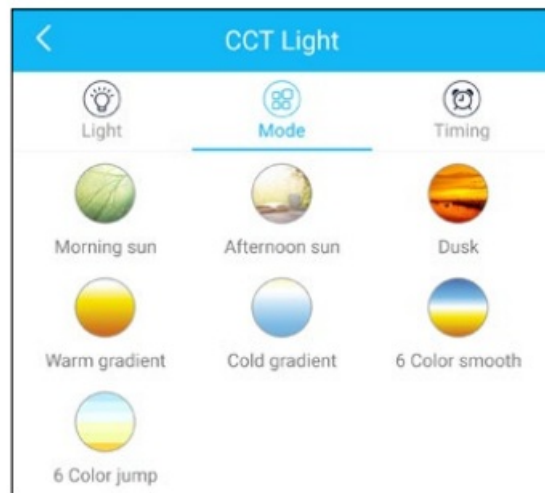 CCT Light
Light Mode Timing
Morning sun Afternoon sun Dusk
Warm gradient Cold gradient 6 Color smooth
6 Color jump